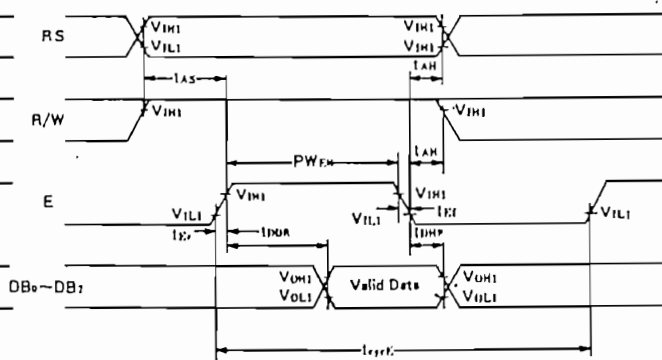 RS
VIH1
VIL1
VIH1
VIH1
tAS
tAH
R/W
VIH1
VIH1
tAH
PWEH
E
VIH1
VIL1
VIH1
VIL1
tEf
VIL1
tEr
tDDR
tDHR
DB0~DB7
VOH1
VOL1
Valid Data
VOH1
VOL1
tcycE